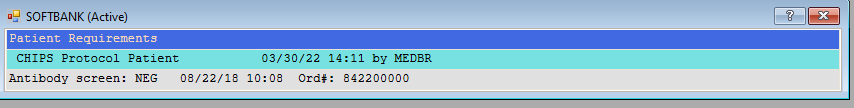 SOFTBANK (Active)
Patient Requirements
CHIPS Protocol Patient 03/30/22 14:11 by MEDBR
Antibody screen: NEG 08/22/18 10:08 Ord#: 842200000